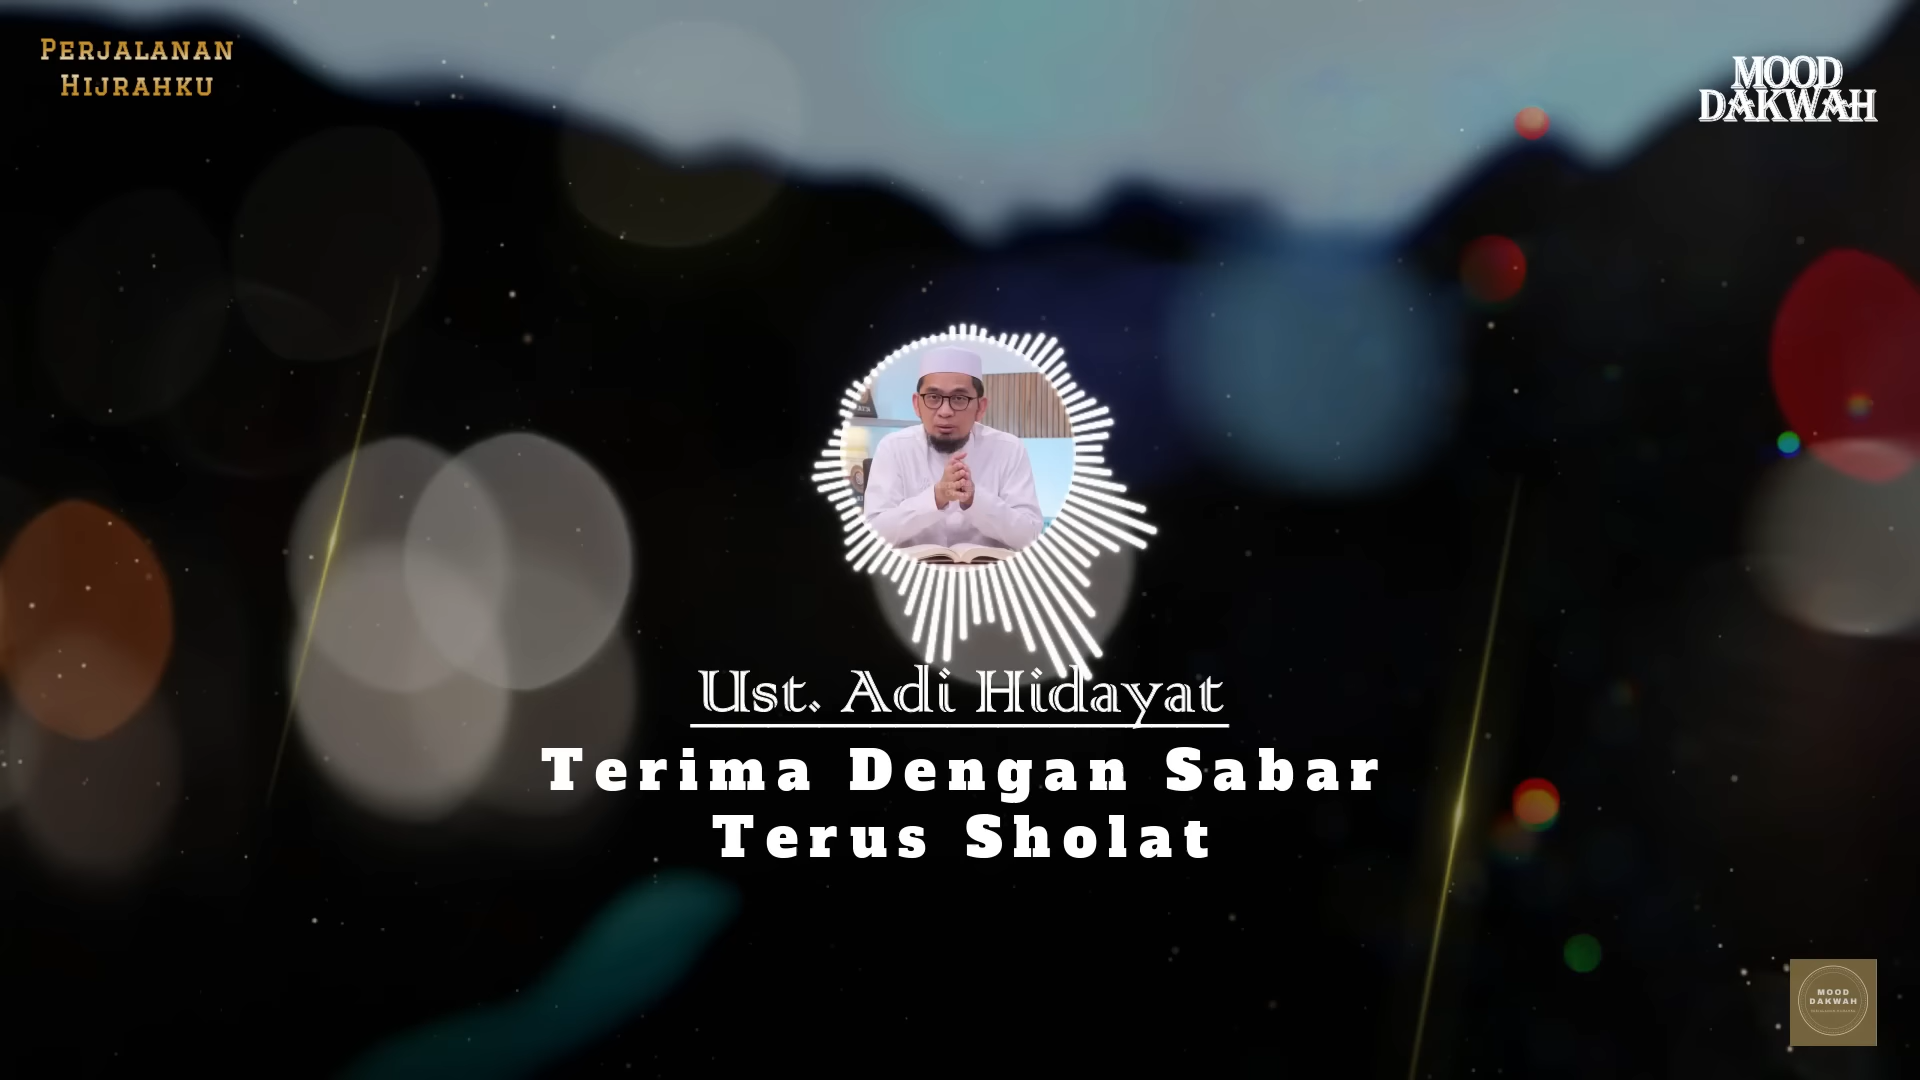 PERJALANAN
HIJRAHKU
MOOD
DAKWAH
Ust. Adi Hidayat
Terima Dengan Sabar
Terus Sholat
MOOD
DAKWAH